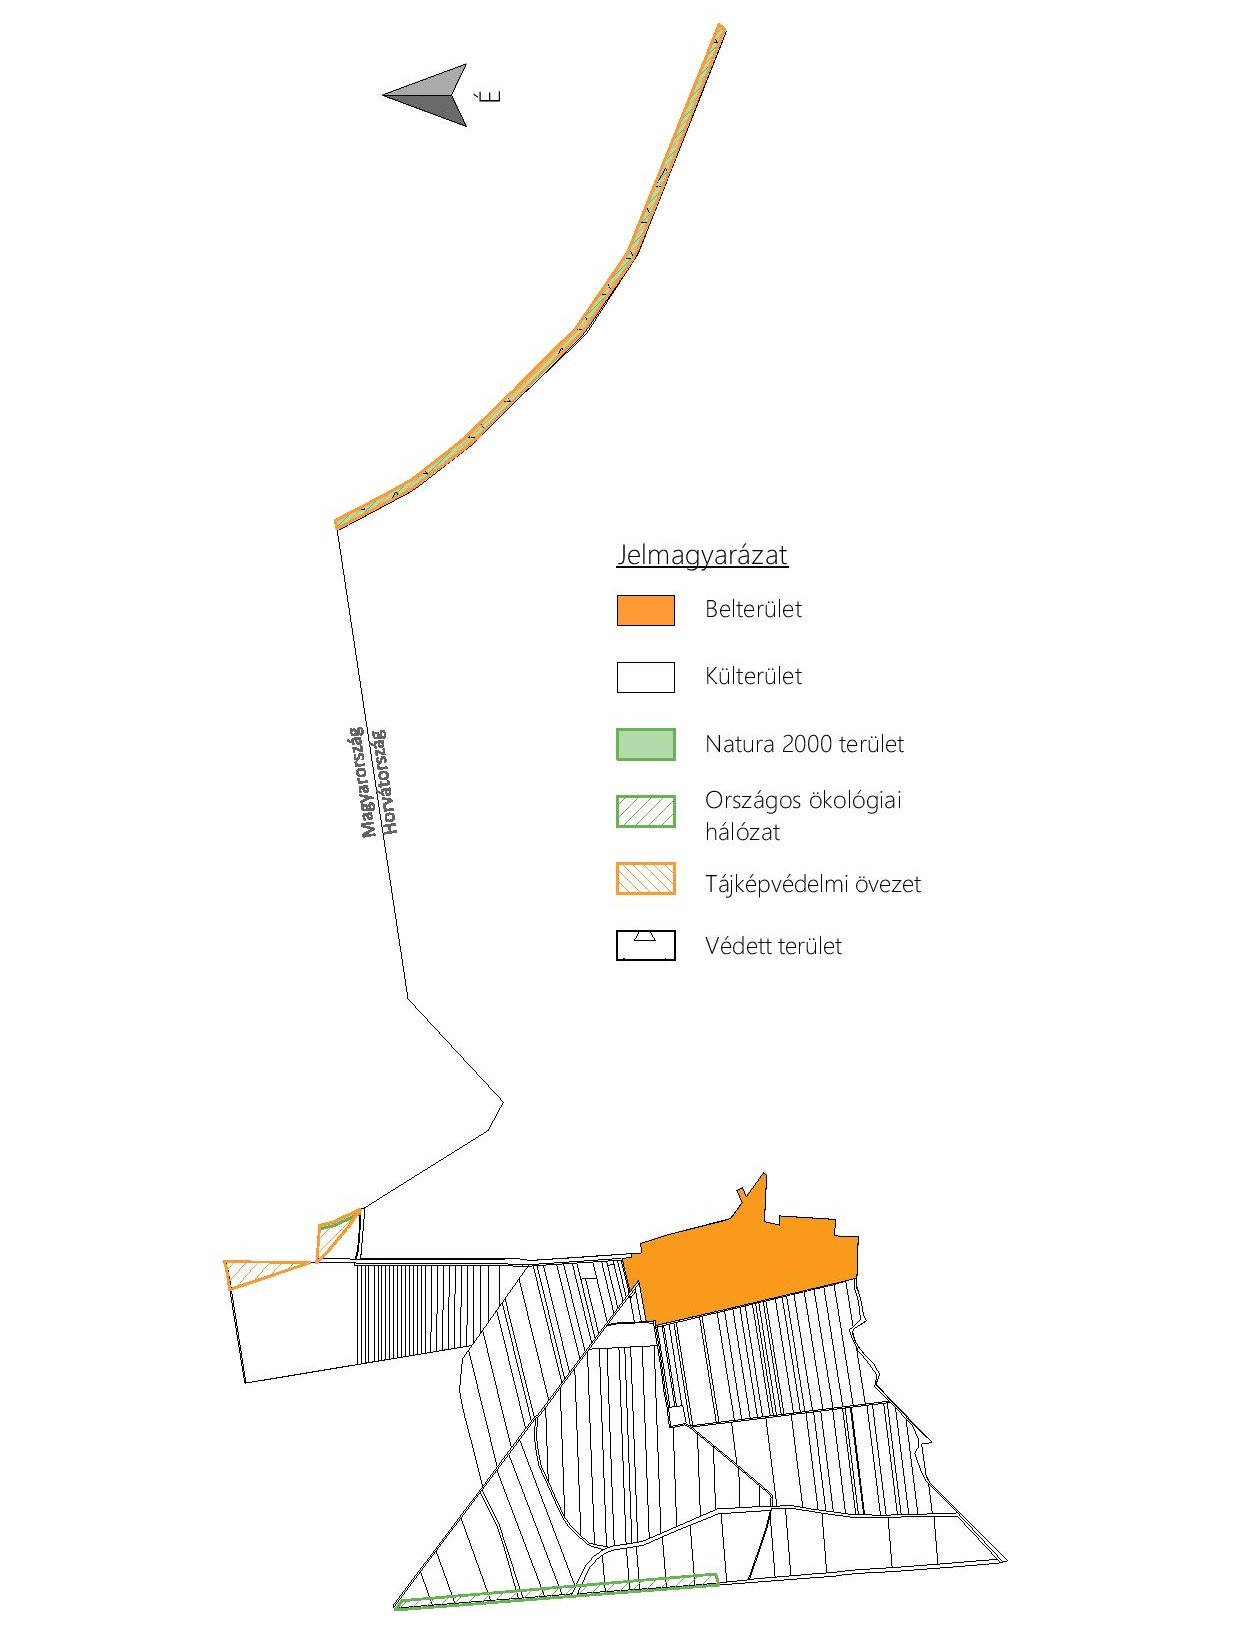 É
Jelmagyarázat
Belterület
Külterület
Natura 2000 terület
Országos ökológiai
hálózat
Tájképvédelmi övezet
Védett terület
Magyarország
Horvátország